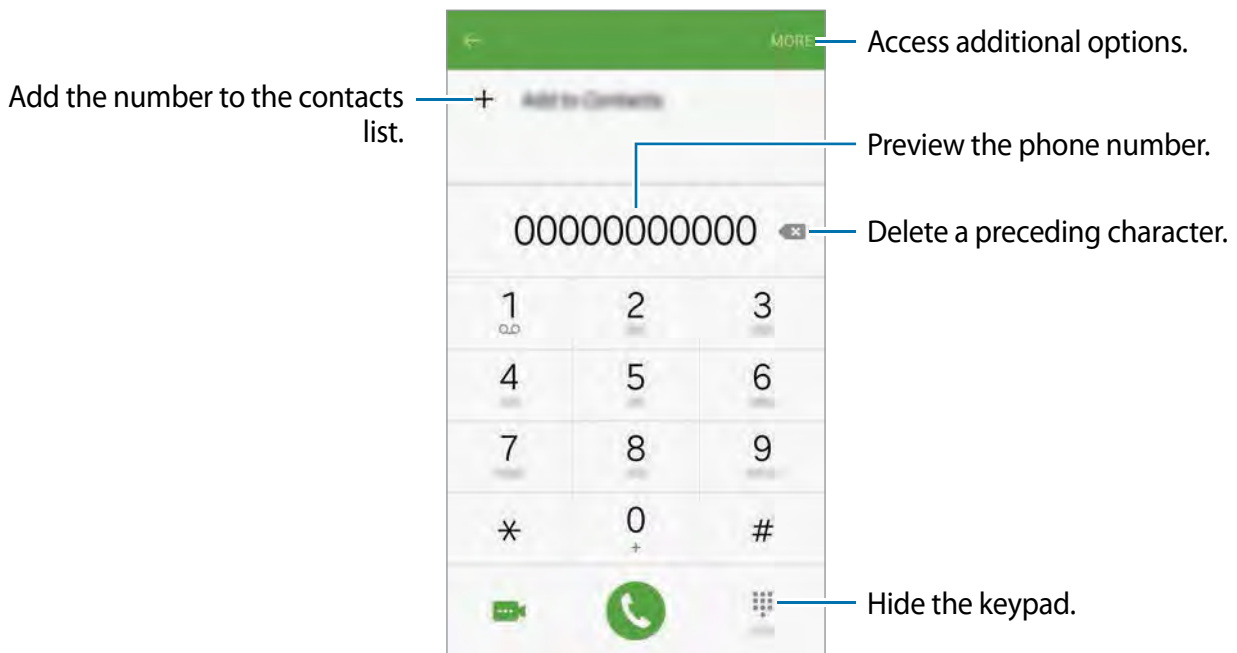 MORE
Access additional options.
Add the number to the contacts
list.
Add to Contacts
Preview the phone number.
00000000000
Delete a preceding character.
1 2 3
4 5 6
7 8 9
* 0 #
+
Hide the keypad.